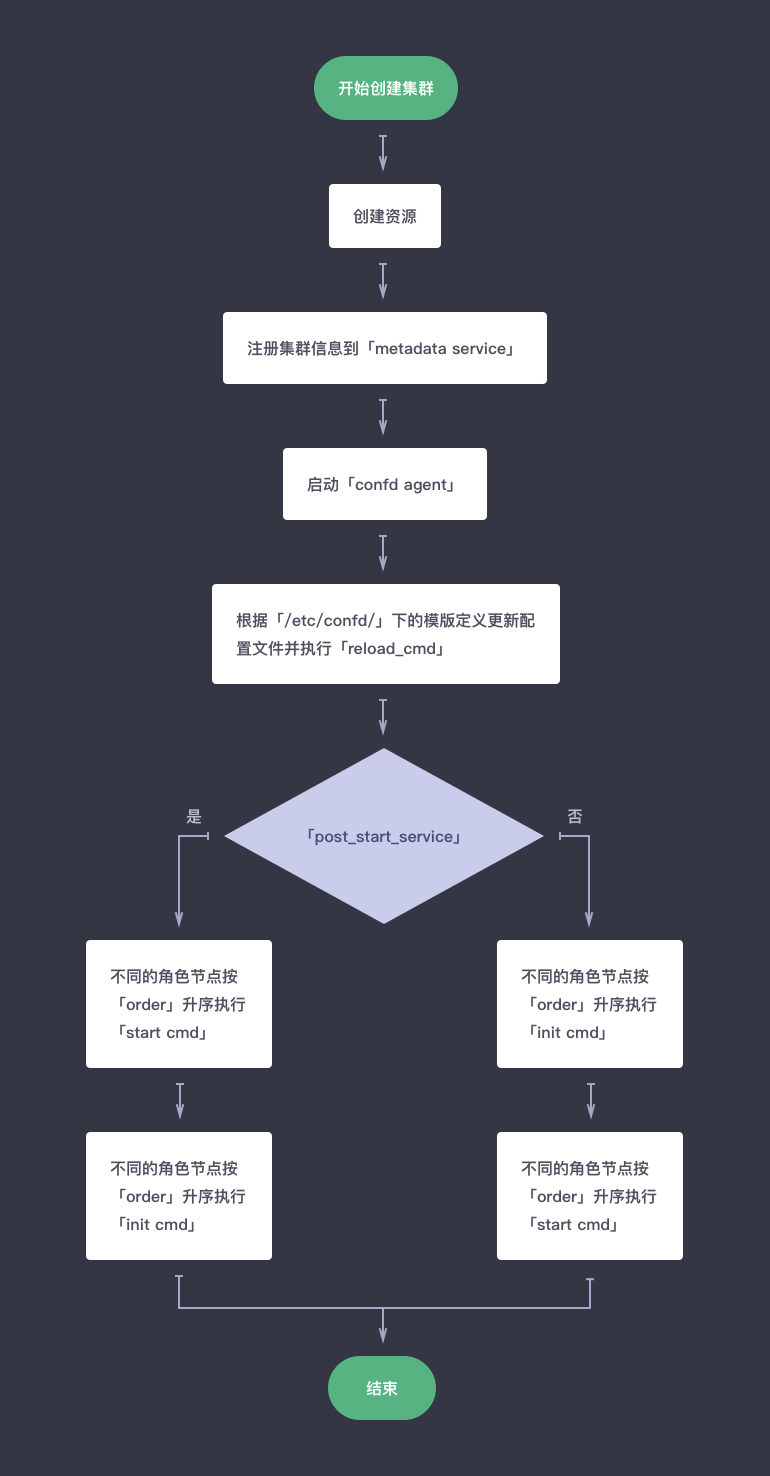 开始创建集群
创建资源
注册集群信息到「metadata service」
启动「confd agent」
根据「/etc/confd/」下的模版定义更新配
置文件并执行「reload_cmd」
「post_start_service」
是
否
不同的角色节点按
「order」升序执行
「start cmd」
不同的角色节点按
「order」升序执行
「init cmd」
不同的角色节点按
「order」升序执行
「init cmd」
不同的角色节点按
「order」升序执行
「start cmd」
结束